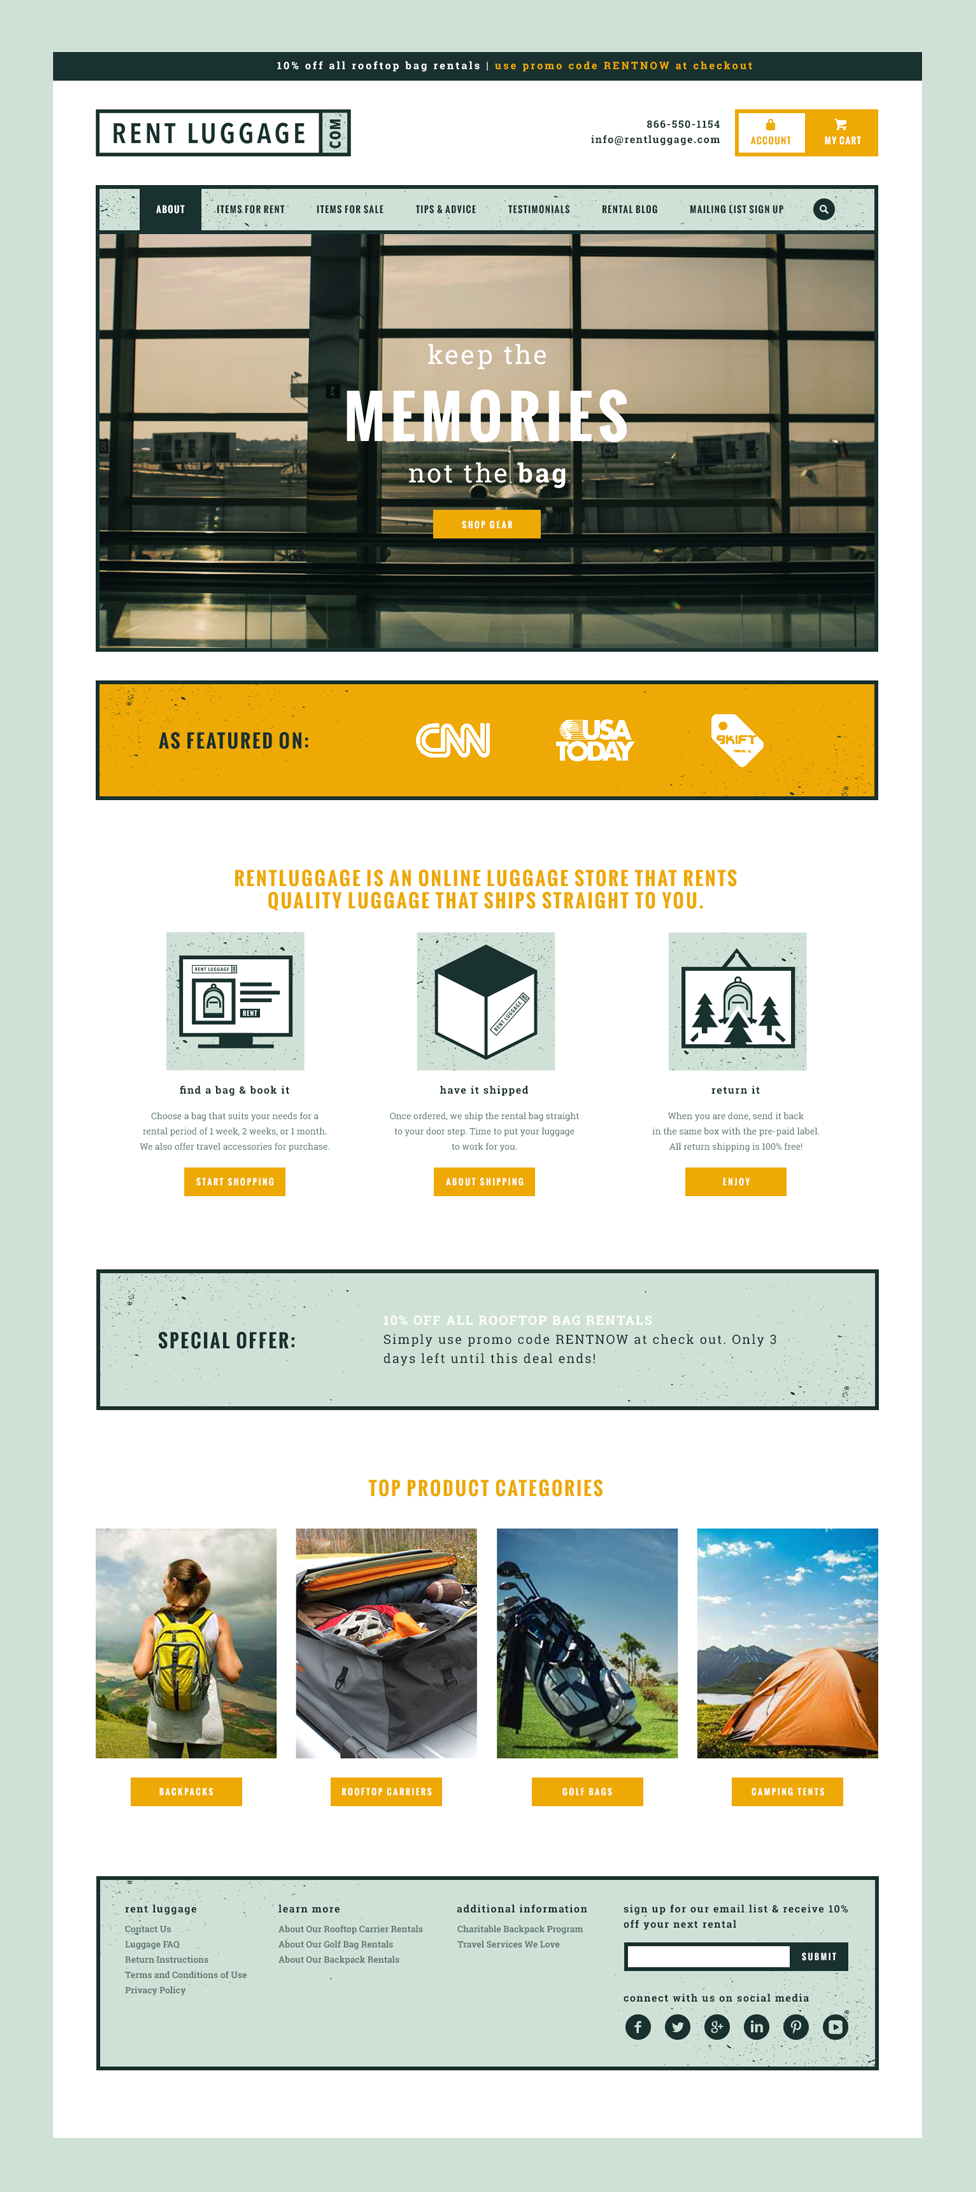 10% off all rooftop bag rentals | use promo code RENTNOW at checkout
RENT LUGGAGE .COM
866-550-1154
info@rentluggage.com
ACCOUNT
MY CART
ABOUT
ITEMS FOR RENT
ITEMS FOR SALE
TIPS & ADVICE
TESTIMONIALS
RENTAL BLOG
MAILING LIST SIGN UP
keep the
MEMORIES
not the bag
SHOP GEAR
AS FEATURED ON:
CNN
USA
TODAY
SKIFT
RENTLUGGAGE IS AN ONLINE LUGGAGE STORE THAT RENTS
QUALITY LUGGAGE THAT SHIPS STRAIGHT TO YOU.
RENT LUGGAGE
RENT
RENT LUGGAGE
find a bag & book it
Choose a bag that suits your needs for a
rental period of 1 week, 2 weeks, or 1 month.
We also offer travel accessories for purchase.
START SHOPPING
have it shipped
Once ordered, we ship the rental bag straight
to your door step. Time to put your luggage
to work for you.
ABOUT SHIPPING
return it
When you are done, send it back
in the same box with the pre-paid label.
All return shipping is 100% free!
ENJOY
SPECIAL OFFER:
10% OFF ALL ROOFTOP BAG RENTALS
Simply use promo code RENTNOW at check out. Only 3
days left until this deal ends!
TOP PRODUCT CATEGORIES
BACKPACKS
ROOFTOP CARRIERS
GOLF BAGS
CAMPING TENTS
rent luggage
Contact Us
Luggage FAQ
Return Instructions
Terms and Conditions of Use
Privacy Policy
learn more
About Our Rooftop Carrier Rentals
About Our Golf Bag Rentals
About Our Backpack Rentals
additional information
Charitable Backpack Program
Travel Services We Love
sign up for our email list & receive 10%
off your next rental
SUBMIT
connect with us on social media